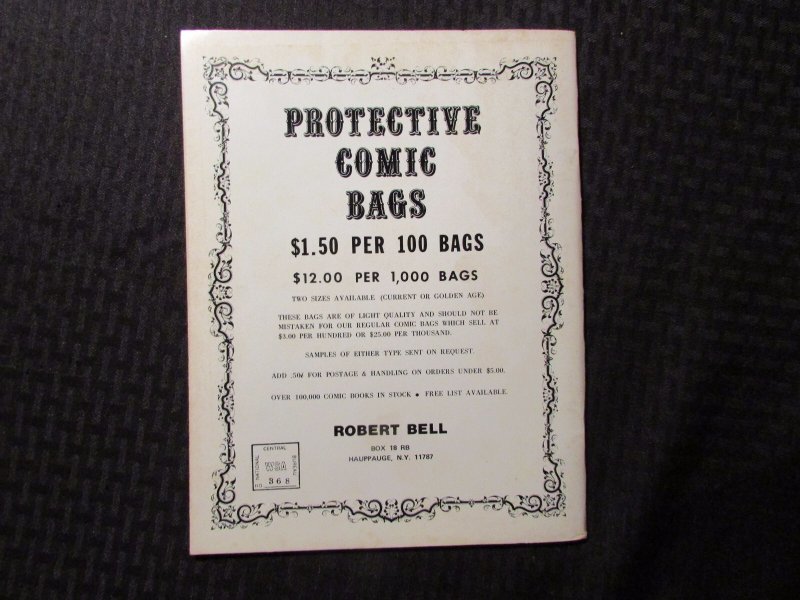 PROTECTIVE
COMIC
BAGS
$1.50 PER 100 BAGS
$12.00 PER 1,000 BAGS
TWO SIZES AVAILABLE (CURRENT OR GOLDEN AGE)
THESE BAGS ARE OF LIGHT QUALITY AND SHOULD NOT BE
MISTAKEN FOR OUR REGULAR COMIC BAGS WHICH SELL AT
$3.00 PER HUNDRED OR $25.00 PER THOUSAND.
SAMPLES OF EITHER TYPE SENT ON REQUEST.
ADD .50¢ FOR POSTAGE & HANDLING ON ORDERS UNDER $5.00.
OVER 100,000 COMIC BOOKS IN STOCK • FREE LIST AVAILABLE.
ROBERT BELL
BOX 18 RB
HAUPPAUGE, N.Y. 11787
CENTRAL
NATIONAL
BUREAU
NO. 368